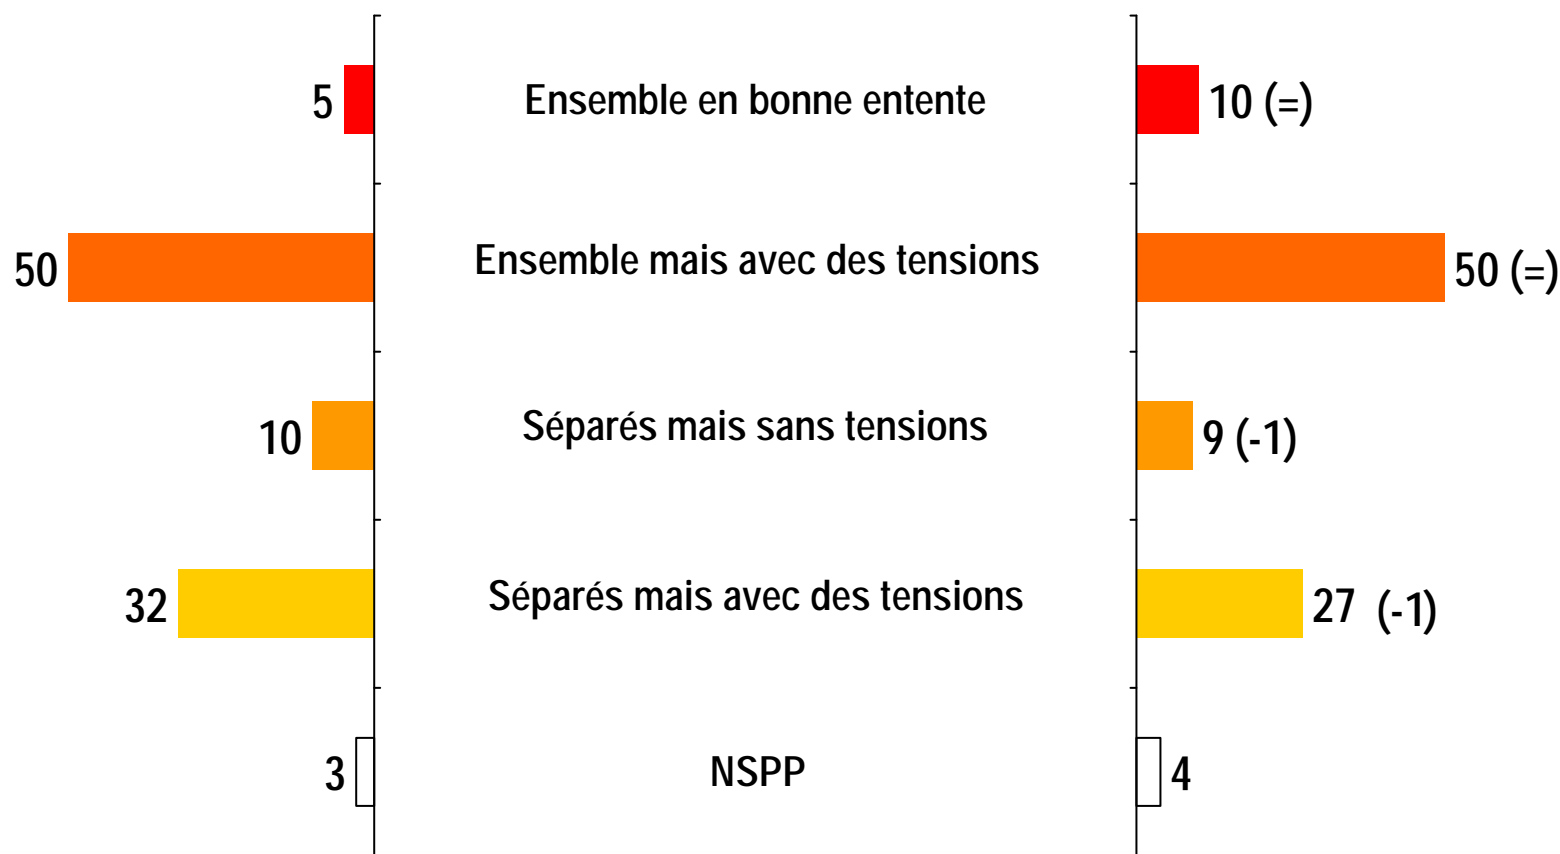 5 Ensemble en bonne entente 10 (=)
50 Ensemble mais avec des tensions 50 (=)
10 Séparés mais sans tensions 9 (-1)
32 Séparés mais avec des tensions 27 (-1)
3 NSPP 4